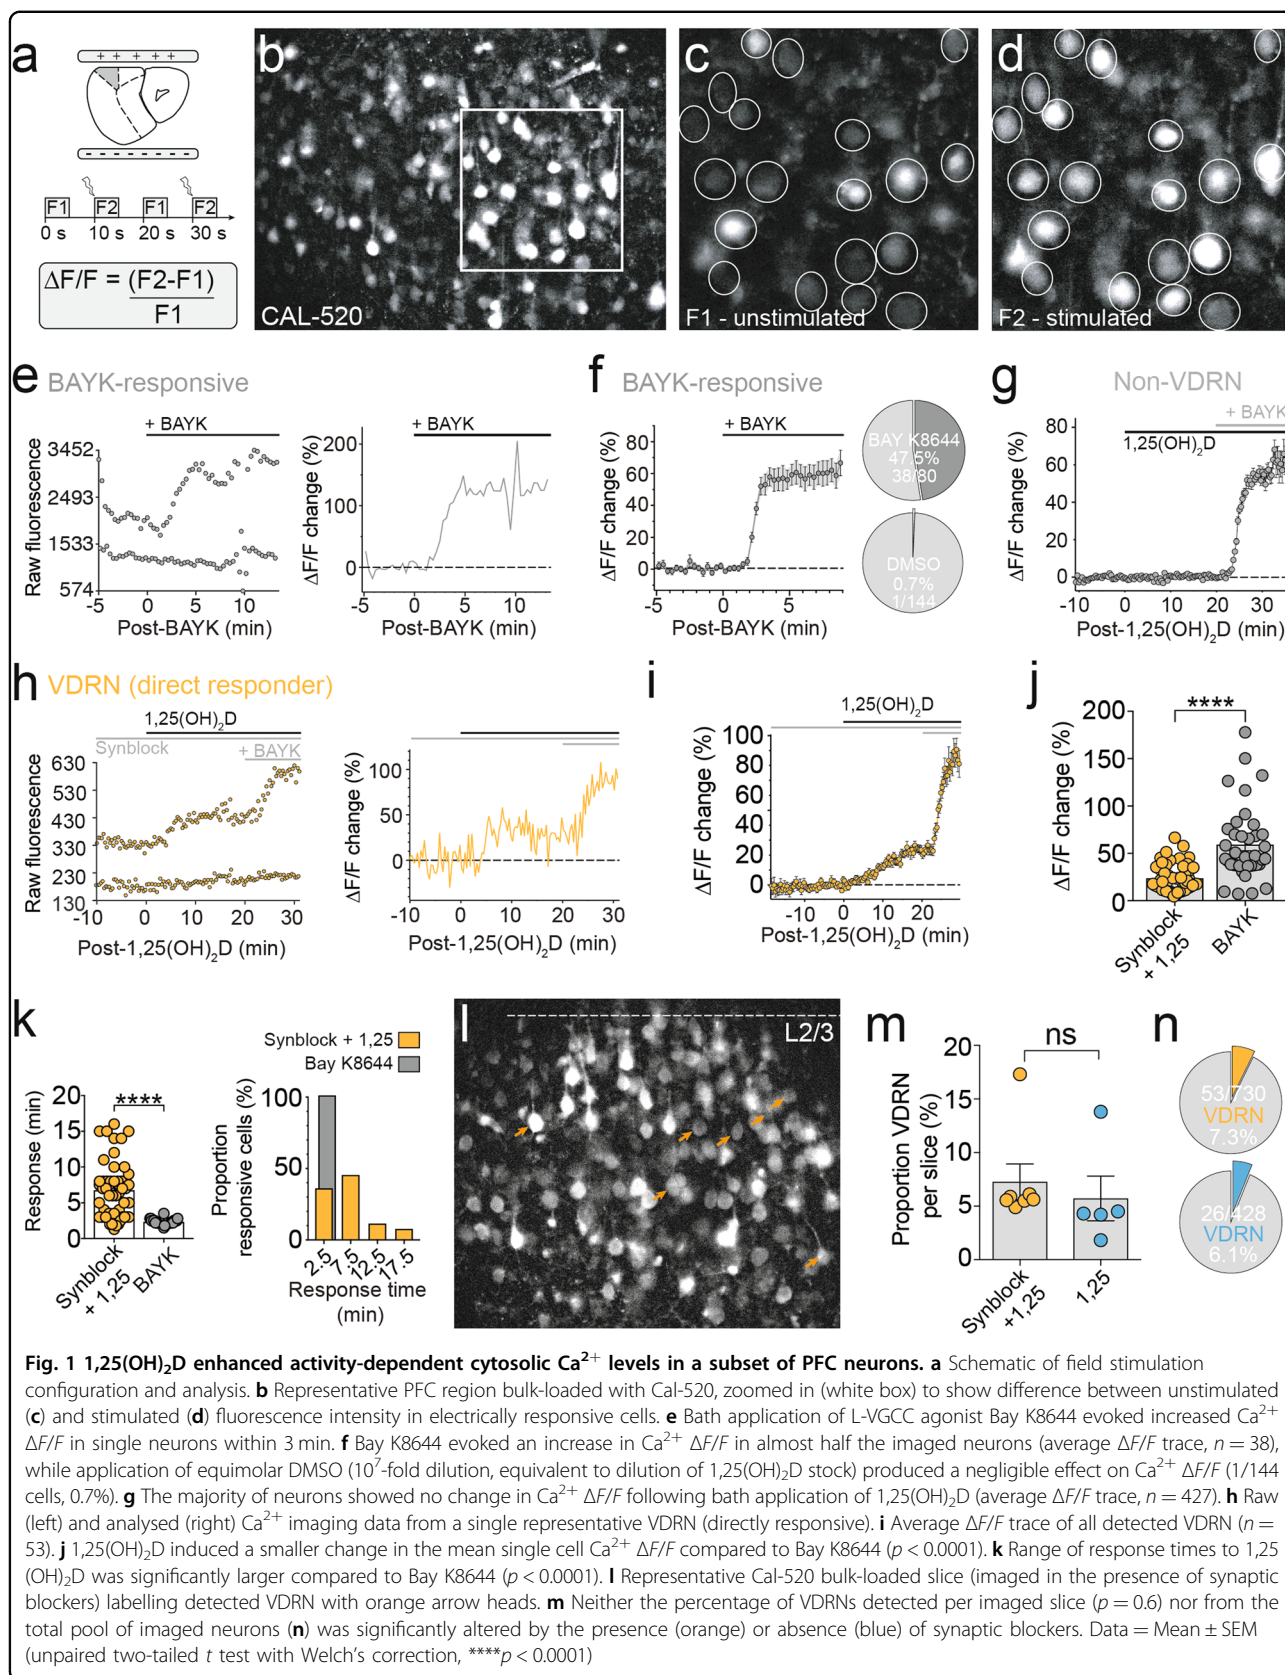 a
+ + + + +
- - - - - - - -
F1 F2 F1 F2
0 s 10 s 20 s 30 s
ΔF/F = (F2-F1)
F1
b
CAL-520
c
F1 - unstimulated
d
F2 - stimulated
e BAYK-responsive
+ BAYK
Raw fluorescence
3452
2493
1533
574
-5 0 5 10
Post-BAYK (min)
+ BAYK
ΔF/F change (%)
200
100
0
-5 0 5 10
Post-BAYK (min)
f BAYK-responsive
+ BAYK
ΔF/F change (%)
80
60
40
20
0
-5 0 5
Post-BAYK (min)
BAY K8644
47.5%
38/80
DMSO
0.7%
1/144
g Non-VDRN
+ BAYK
1,25(OH)₂D
ΔF/F change (%)
80
60
40
20
0
-10 0 10 20 30
Post-1,25(OH)₂D (min)
h VDRN (direct responder)
1,25(OH)₂D
Synblock + BAYK
Raw fluorescence
630
530
430
330
230
130
-10 0 10 20 30
Post-1,25(OH)₂D (min)
ΔF/F change (%)
100
50
0
-10 0 10 20 30
Post-1,25(OH)₂D (min)
i
1,25(OH)₂D
ΔF/F change (%)
100
80
60
40
20
0
-10 0 10 20
Post-1,25(OH)₂D (min)
j
****
ΔF/F change (%)
200
150
100
50
0
Synblock
+ 1,25
BAYK
k
Synblock + 1,25
Bay K8644
****
Response (min)
20
15
10
5
0
Synblock
+ 1,25
BAYK
Proportion
responsive cells (%)
100
50
0
2.5 7.5 12.5 17.5
Response time
(min)
l
L2/3
m
ns
Proportion VDRN
per slice (%)
20
15
10
5
0
Synblock
+1,25
1,25
n
53/730
VDRN
7.3%
26/428
VDRN
6.1%
Fig. 1 1,25(OH)₂D enhanced activity-dependent cytosolic Ca²⁺ levels in a subset of PFC neurons. a Schematic of field stimulation
configuration and analysis. b Representative PFC region bulk-loaded with Cal-520, zoomed in (white box) to show difference between unstimulated
(c) and stimulated (d) fluorescence intensity in electrically responsive cells. e Bath application of L-VGCC agonist Bay K8644 evoked increased Ca²⁺
ΔF/F in single neurons within 3 min. f Bay K8644 evoked an increase in Ca²⁺ ΔF/F in almost half the imaged neurons (average ΔF/F trace, n = 38),
while application of equimolar DMSO (10⁷-fold dilution, equivalent to dilution of 1,25(OH)₂D stock) produced a negligible effect on Ca²⁺ ΔF/F (1/144
cells, 0.7%). g The majority of neurons showed no change in Ca²⁺ ΔF/F following bath application of 1,25(OH)₂D (average ΔF/F trace, n = 427). h Raw
(left) and analysed (right) Ca²⁺ imaging data from a single representative VDRN (directly responsive). i Average ΔF/F trace of all detected VDRN (n =
53). j 1,25(OH)₂D induced a smaller change in the mean single cell Ca²⁺ ΔF/F compared to Bay K8644 (p < 0.0001). k Range of response times to 1,25
(OH)₂D was significantly larger compared to Bay K8644 (p < 0.0001). l Representative Cal-520 bulk-loaded slice (imaged in the presence of synaptic
blockers) labelling detected VDRN with orange arrow heads. m Neither the percentage of VDRNs detected per imaged slice (p = 0.6) nor from the
total pool of imaged neurons (n) was significantly altered by the presence (orange) or absence (blue) of synaptic blockers. Data = Mean ± SEM
(unpaired two-tailed t test with Welch's correction, ****p < 0.0001)